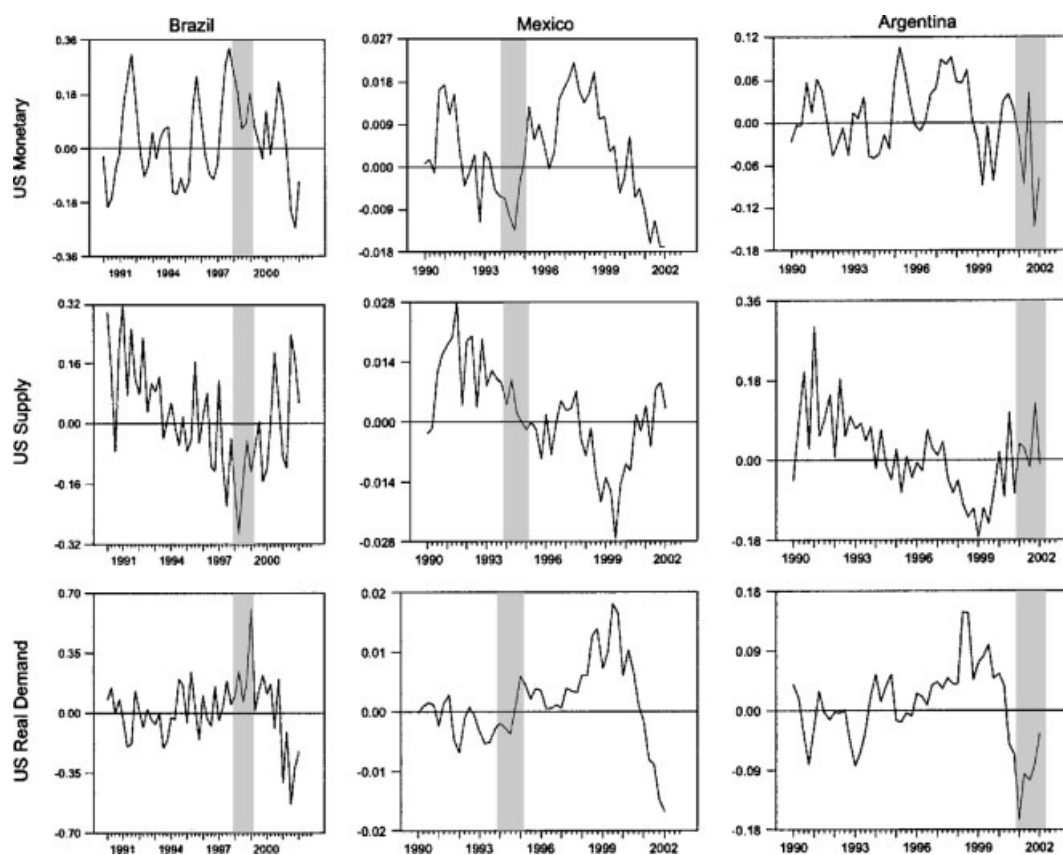 Brazil Mexico Argentina
US Monetary
0.36 0.18 0.00 -0.18 -0.36
1991 1994 1997 2000
0.027 0.018 0.009 0.000 -0.009 -0.018
1990 1993 1996 1999 2002
0.12 0.06 0.00 -0.06 -0.12 -0.18
1990 1993 1996 1999 2002
US Supply
0.32 0.16 0.00 -0.16 -0.32
1991 1994 1997 2000
0.028 0.014 0.000 -0.014 -0.028
1990 1993 1996 1999 2002
0.36 0.18 0.00 -0.18
1990 1993 1996 1999 2002
US Real Demand
0.70 0.35 0.00 -0.35 -0.70
1991 1994 1997 2000
0.02 0.01 0.00 -0.01 -0.02
1990 1993 1996 1999 2002
0.18 0.09 0.00 -0.09 -0.18
1990 1993 1996 1999 2002